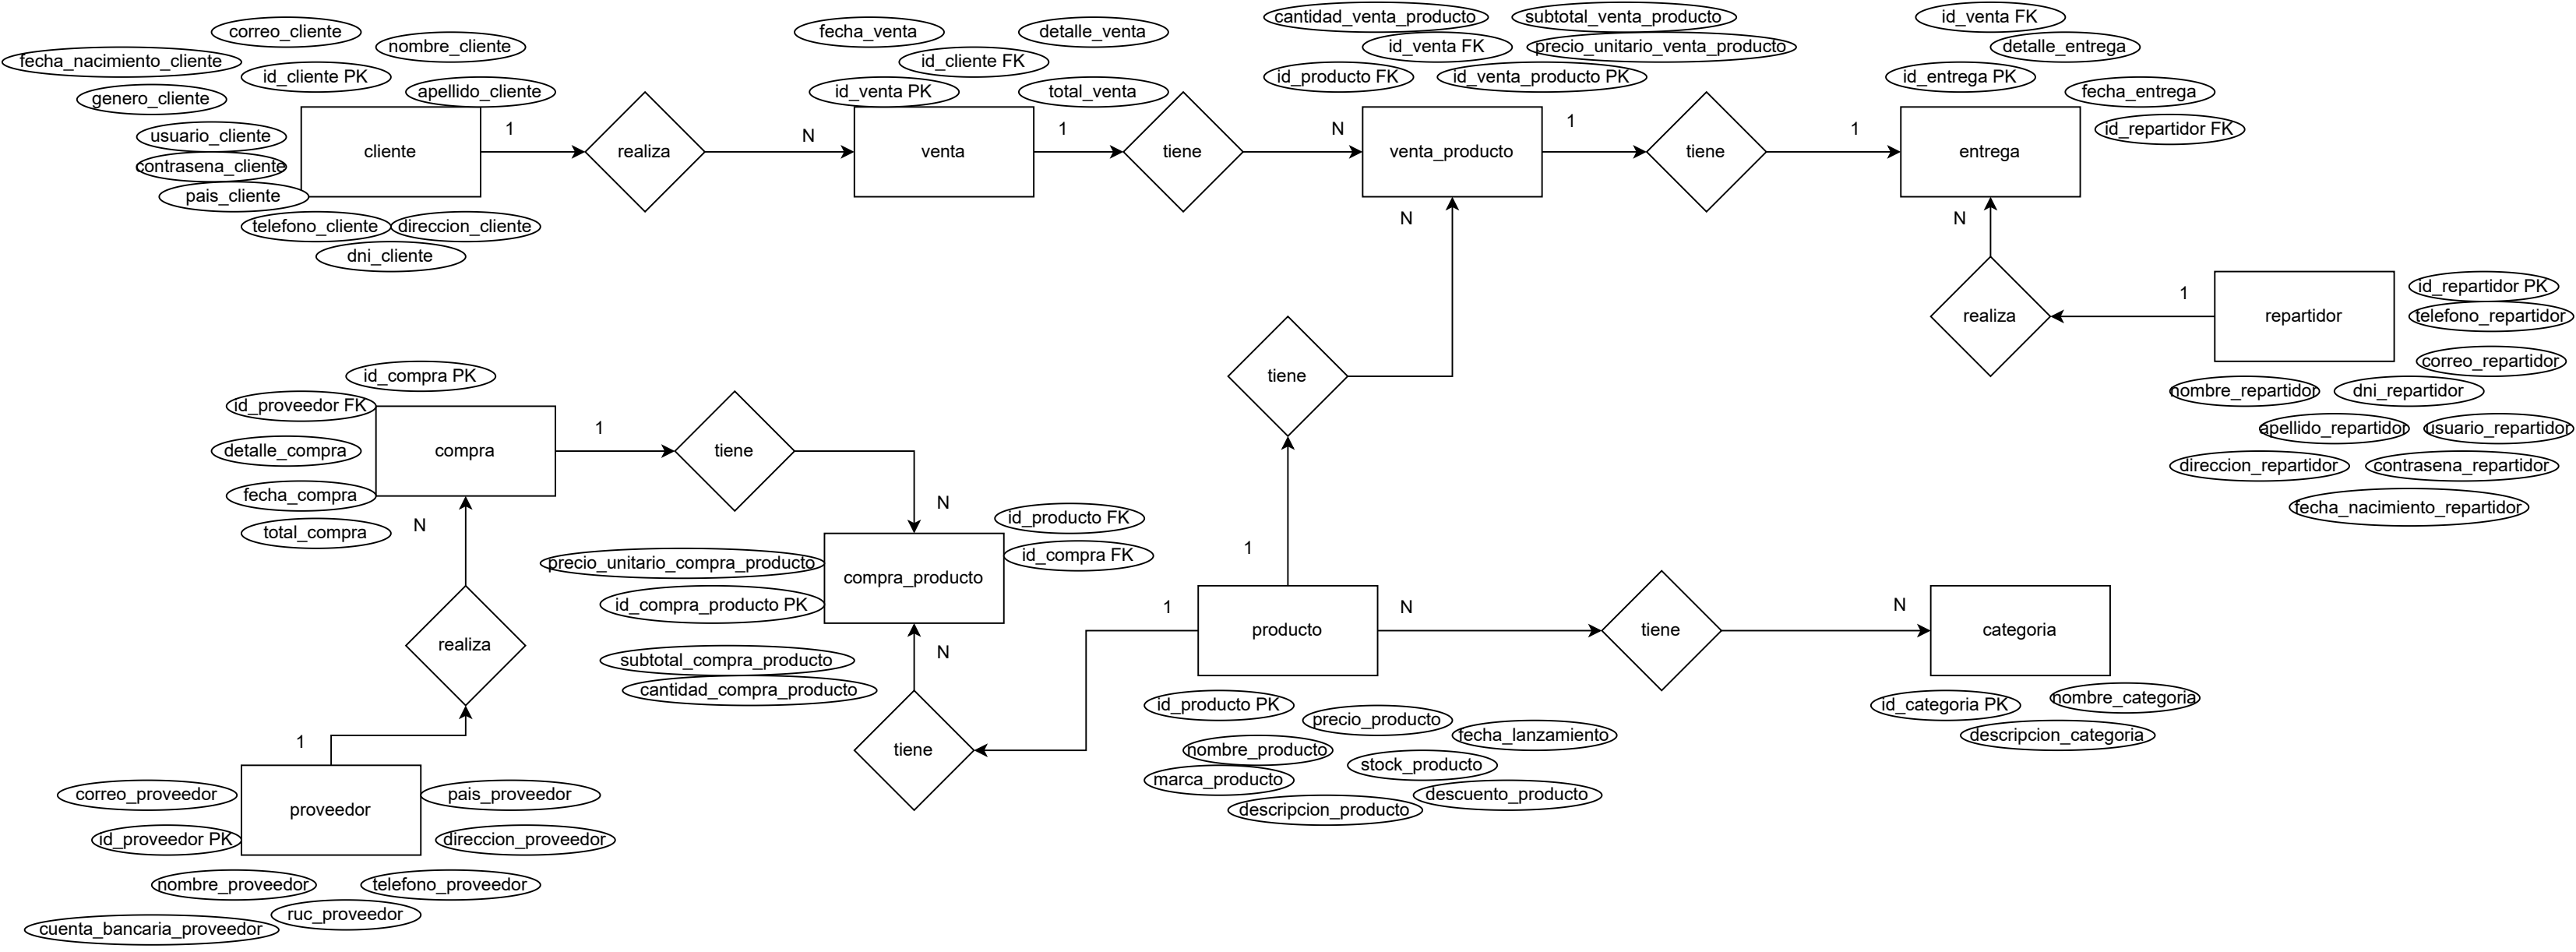 correo_cliente
nombre_cliente
fecha_nacimiento_cliente
id_cliente PK
genero_cliente
apellido_cliente
usuario_cliente
contrasena_cliente
pais_cliente
telefono_cliente
direccion_cliente
dni_cliente
cliente
1
realiza
N
fecha_venta
detalle_venta
id_cliente FK
id_venta PK
total_venta
venta
1
tiene
N
cantidad_venta_producto
subtotal_venta_producto
id_venta FK
precio_unitario_venta_producto
id_producto FK
id_venta_producto PK
venta_producto
1
tiene
1
id_venta FK
detalle_entrega
id_entrega PK
fecha_entrega
id_repartidor FK
entrega
N
N
realiza
1
repartidor
id_repartidor PK
telefono_repartidor
correo_repartidor
nombre_repartidor
dni_repartidor
apellido_repartidor
usuario_repartidor
direccion_repartidor
contrasena_repartidor
fecha_nacimiento_repartidor
tiene
1
id_compra PK
id_proveedor FK
detalle_compra
fecha_compra
total_compra
compra
1
tiene
N
N
id_producto FK
id_compra FK
precio_unitario_compra_producto
id_compra_producto PK
compra_producto
subtotal_compra_producto
cantidad_compra_producto
N
tiene
1
producto
N
tiene
N
categoria
id_producto PK
precio_producto
fecha_lanzamiento
nombre_producto
stock_producto
marca_producto
descuento_producto
descripcion_producto
id_categoria PK
nombre_categoria
descripcion_categoria
realiza
1
proveedor
correo_proveedor
pais_proveedor
id_proveedor PK
direccion_proveedor
nombre_proveedor
telefono_proveedor
ruc_proveedor
cuenta_bancaria_proveedor